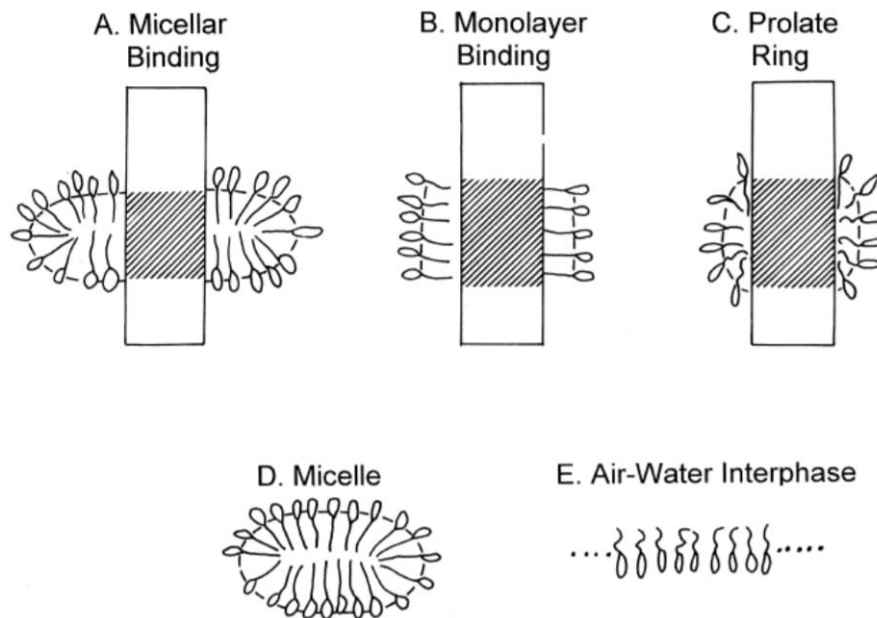 A. Micellar
Binding
B. Monolayer
Binding
C. Prolate
Ring
D. Micelle
E. Air-Water Interphase